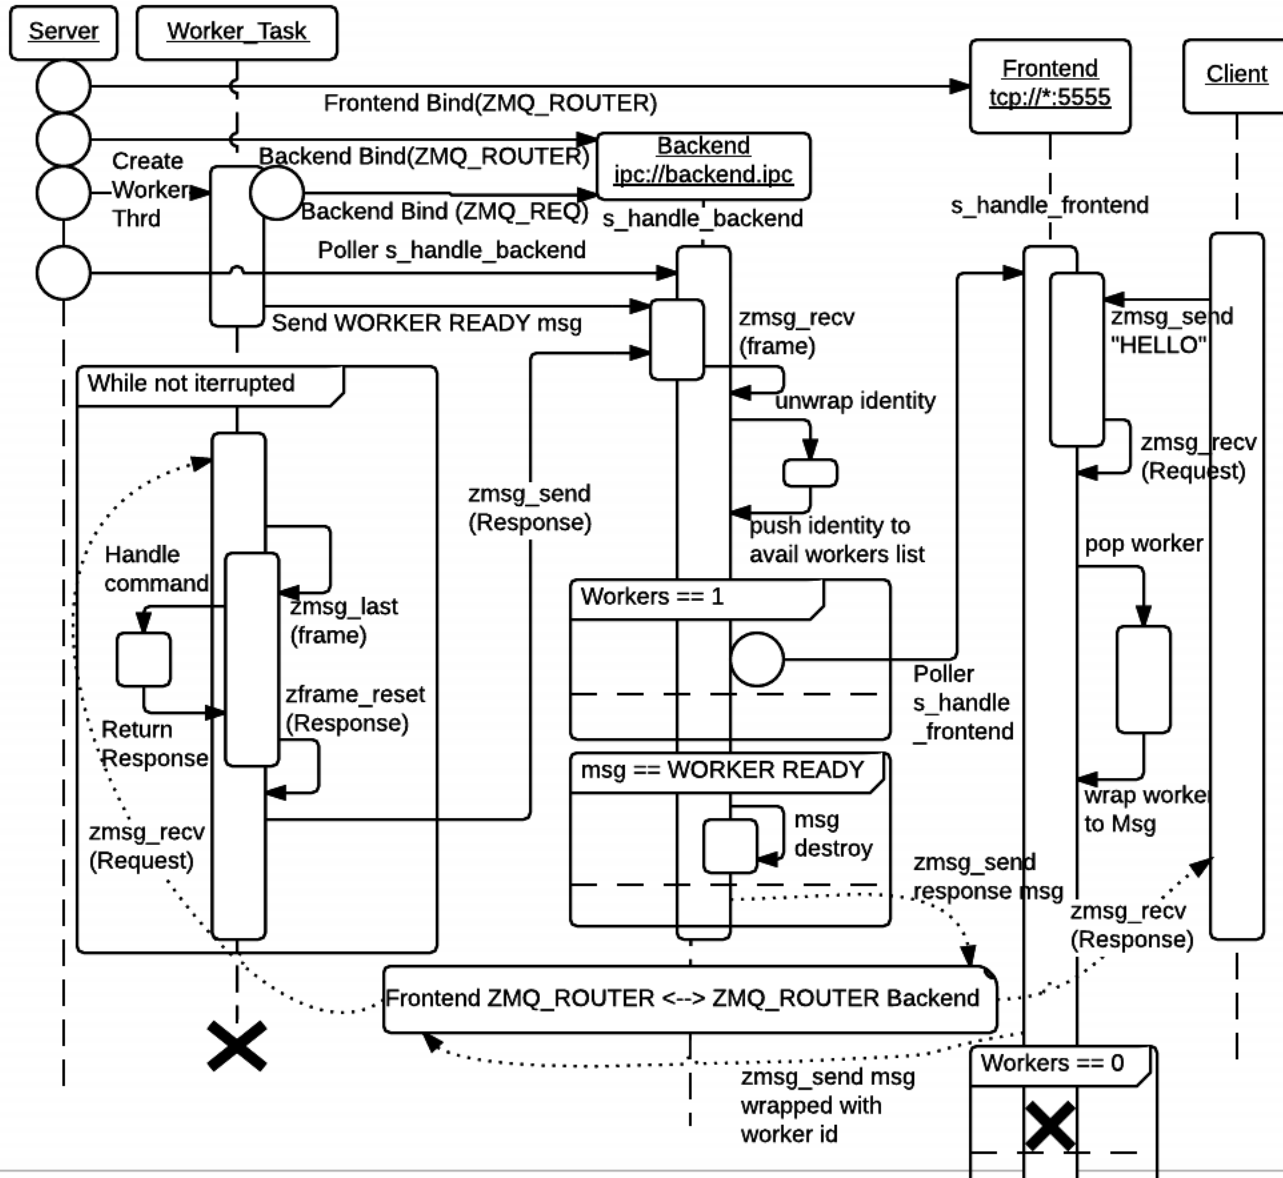 Server
Worker_Task
Frontend
tcp://*:5555
Client
Frontend Bind(ZMQ_ROUTER)
Backend
ipc://backend.ipc
Create
Worker
Thrd
Backend Bind(ZMQ_ROUTER)
Backend Bind (ZMQ_REQ)
s_handle_backend
s_handle_frontend
Poller s_handle_backend
Send WORKER READY msg
zmsg_recv
(frame)
zmsg_send
"HELLO"
While not iterrupted
unwrap identity
zmsg_recv
(Request)
zmsg_send
(Response)
push identity to
avail workers list
pop worker
Handle
command
zmsg_last
(frame)
Workers == 1
Poller
s_handle
_frontend
zframe_reset
(Response)
Return
Response
msg == WORKER READY
wrap worker
to Msg
msg
destroy
zmsg_recv
(Request)
zmsg_send
response msg
zmsg_recv
(Response)
Frontend ZMQ_ROUTER <--> ZMQ_ROUTER Backend
Workers == 0
zmsg_send msg
wrapped with
worker id